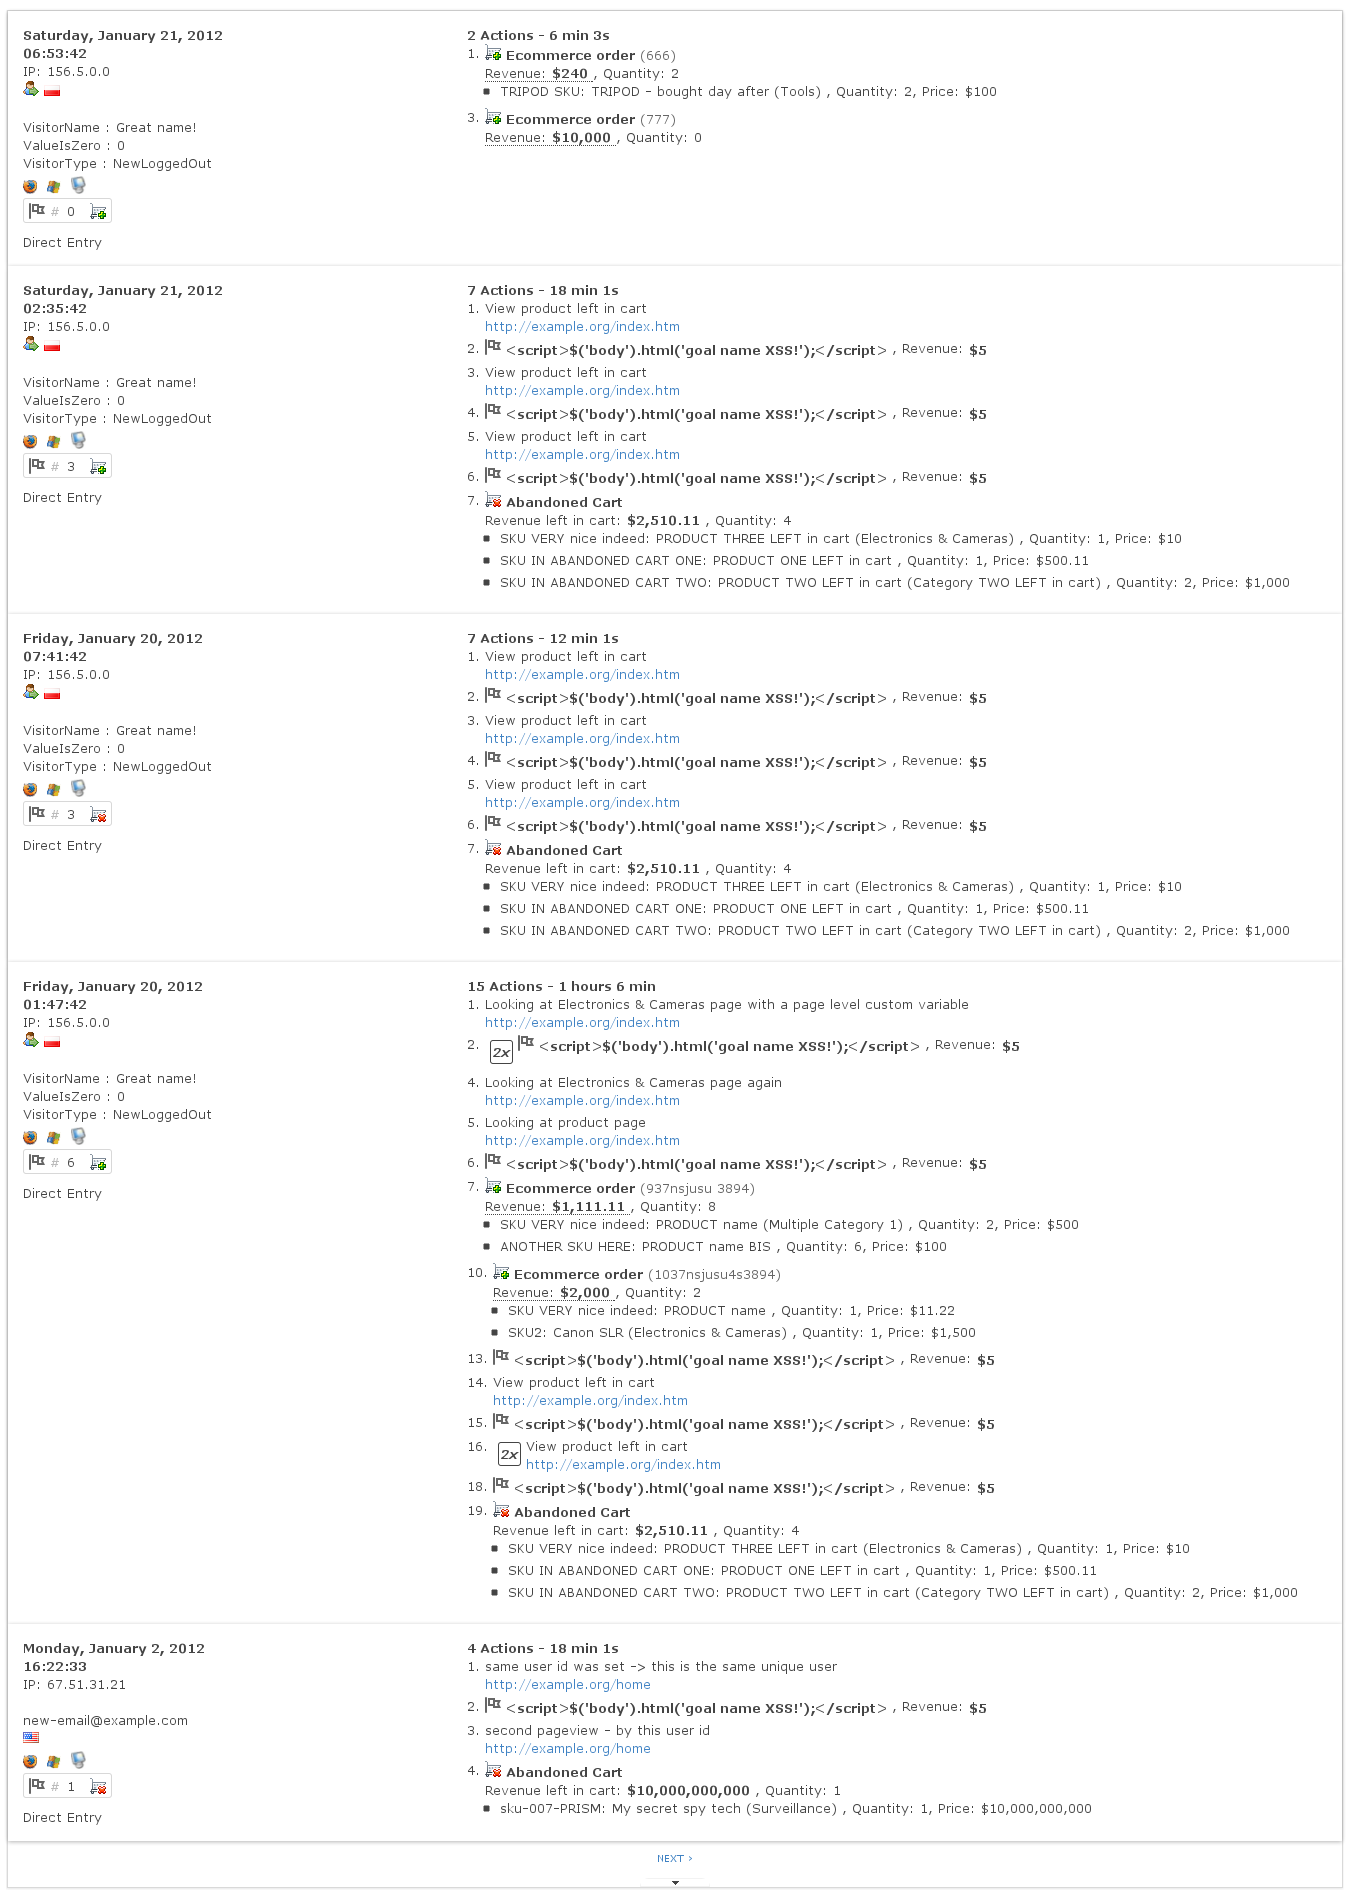 Saturday, January 21, 2012
06:53:42
IP: 156.5.0.0
VisitorName : Great name!
ValueIsZero : 0
VisitorType : NewLoggedOut
# 0
Direct Entry
2 Actions - 6 min 3s
1. Ecommerce order (666)
Revenue: $240 , Quantity: 2
TRIPOD SKU: TRIPOD - bought day after (Tools) , Quantity: 2, Price: $100
3. Ecommerce order (777)
Revenue: $10,000 , Quantity: 0
Saturday, January 21, 2012
02:35:42
IP: 156.5.0.0
VisitorName : Great name!
ValueIsZero : 0
VisitorType : NewLoggedOut
# 3
Direct Entry
7 Actions - 18 min 1s
1. View product left in cart
http://example.org/index.htm
2. <script>$('body').html('goal name XSS!');</script> , Revenue: $5
3. View product left in cart
http://example.org/index.htm
4. <script>$('body').html('goal name XSS!');</script> , Revenue: $5
5. View product left in cart
http://example.org/index.htm
6. <script>$('body').html('goal name XSS!');</script> , Revenue: $5
7. Abandoned Cart
Revenue left in cart: $2,510.11 , Quantity: 4
SKU VERY nice indeed: PRODUCT THREE LEFT in cart (Electronics & Cameras) , Quantity: 1, Price: $10
SKU IN ABANDONED CART ONE: PRODUCT ONE LEFT in cart , Quantity: 1, Price: $500.11
SKU IN ABANDONED CART TWO: PRODUCT TWO LEFT in cart (Category TWO LEFT in cart) , Quantity: 2, Price: $1,000
Friday, January 20, 2012
07:41:42
IP: 156.5.0.0
VisitorName : Great name!
ValueIsZero : 0
VisitorType : NewLoggedOut
# 3
Direct Entry
7 Actions - 12 min 1s
1. View product left in cart
http://example.org/index.htm
2. <script>$('body').html('goal name XSS!');</script> , Revenue: $5
3. View product left in cart
http://example.org/index.htm
4. <script>$('body').html('goal name XSS!');</script> , Revenue: $5
5. View product left in cart
http://example.org/index.htm
6. <script>$('body').html('goal name XSS!');</script> , Revenue: $5
7. Abandoned Cart
Revenue left in cart: $2,510.11 , Quantity: 4
SKU VERY nice indeed: PRODUCT THREE LEFT in cart (Electronics & Cameras) , Quantity: 1, Price: $10
SKU IN ABANDONED CART ONE: PRODUCT ONE LEFT in cart , Quantity: 1, Price: $500.11
SKU IN ABANDONED CART TWO: PRODUCT TWO LEFT in cart (Category TWO LEFT in cart) , Quantity: 2, Price: $1,000
Friday, January 20, 2012
01:47:42
IP: 156.5.0.0
VisitorName : Great name!
ValueIsZero : 0
VisitorType : NewLoggedOut
# 6
Direct Entry
15 Actions - 1 hours 6 min
1. Looking at Electronics & Cameras page with a page level custom variable
http://example.org/index.htm
2. 2x <script>$('body').html('goal name XSS!');</script> , Revenue: $5
4. Looking at Electronics & Cameras page again
http://example.org/index.htm
5. Looking at product page
http://example.org/index.htm
6. <script>$('body').html('goal name XSS!');</script> , Revenue: $5
7. Ecommerce order (937nsjusu 3894)
Revenue: $1,111.11 , Quantity: 8
SKU VERY nice indeed: PRODUCT name (Multiple Category 1) , Quantity: 2, Price: $500
ANOTHER SKU HERE: PRODUCT name BIS , Quantity: 6, Price: $100
10. Ecommerce order (1037nsjusu4s3894)
Revenue: $2,000 , Quantity: 2
SKU VERY nice indeed: PRODUCT name , Quantity: 1, Price: $11.22
SKU2: Canon SLR (Electronics & Cameras) , Quantity: 1, Price: $1,500
13. <script>$('body').html('goal name XSS!');</script> , Revenue: $5
14. View product left in cart
http://example.org/index.htm
15. <script>$('body').html('goal name XSS!');</script> , Revenue: $5
16. 2x View product left in cart
http://example.org/index.htm
18. <script>$('body').html('goal name XSS!');</script> , Revenue: $5
19. Abandoned Cart
Revenue left in cart: $2,510.11 , Quantity: 4
SKU VERY nice indeed: PRODUCT THREE LEFT in cart (Electronics & Cameras) , Quantity: 1, Price: $10
SKU IN ABANDONED CART ONE: PRODUCT ONE LEFT in cart , Quantity: 1, Price: $500.11
SKU IN ABANDONED CART TWO: PRODUCT TWO LEFT in cart (Category TWO LEFT in cart) , Quantity: 2, Price: $1,000
Monday, January 2, 2012
16:22:33
IP: 67.51.31.21
new-email@example.com
# 1
Direct Entry
4 Actions - 18 min 1s
1. same user id was set -> this is the same unique user
http://example.org/home
2. <script>$('body').html('goal name XSS!');</script> , Revenue: $5
3. second pageview - by this user id
http://example.org/home
4. Abandoned Cart
Revenue left in cart: $10,000,000,000 , Quantity: 1
sku-007-PRISM: My secret spy tech (Surveillance) , Quantity: 1, Price: $10,000,000,000
NEXT ›